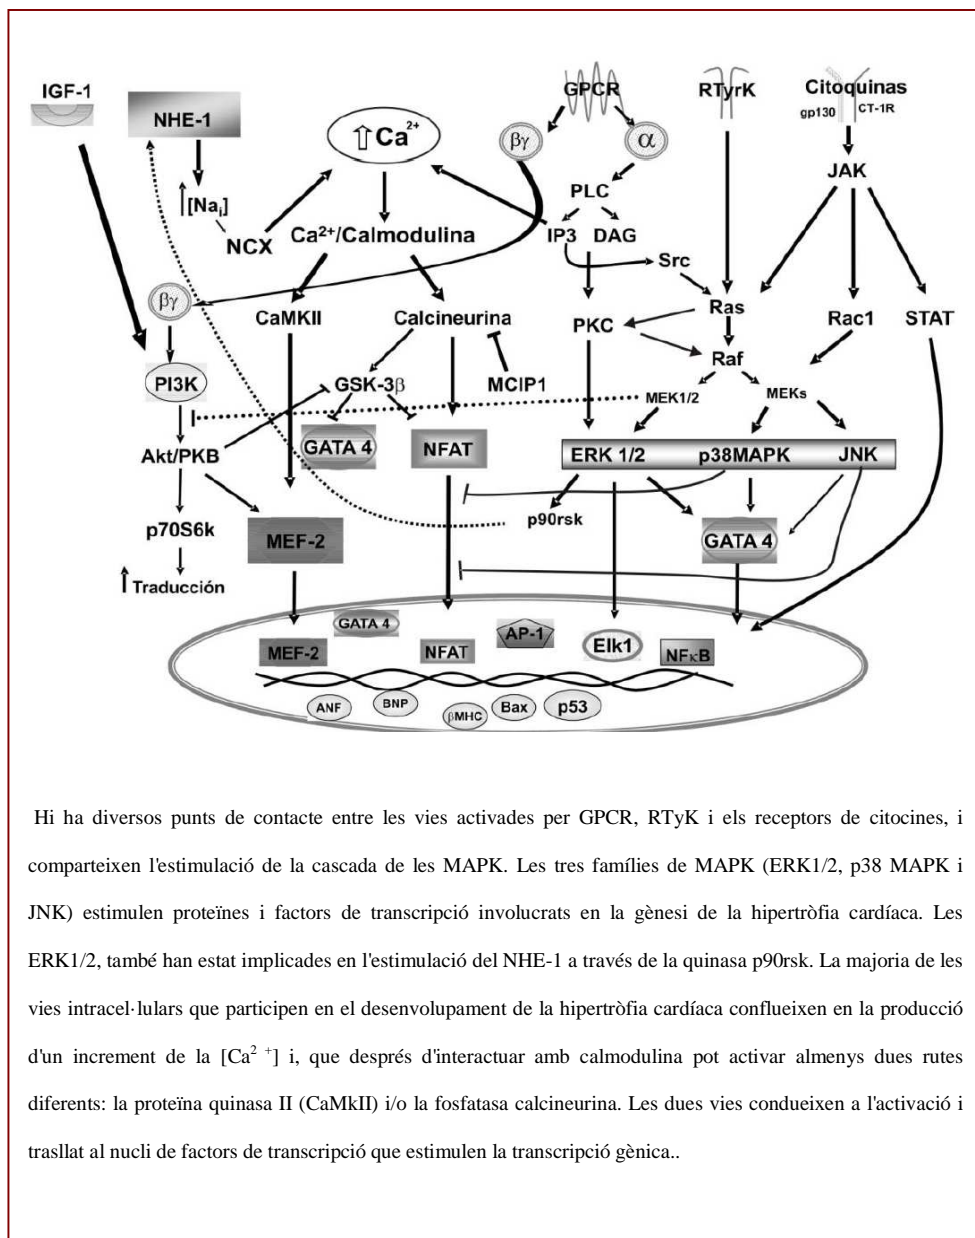 IGF-1
NHE-1
⇧Ca²⁺
GPCR
RTyrK
Citoquinas
gp130
CT-1R
βγ
α
JAK
↑[Naᵢ]
PLC
NCX
Ca²⁺/Calmodulina
IP3 DAG
Src
βγ
CaMKII
Calcineurina
PKC
Ras
Rac1
STAT
Raf
PI3K
GSK-3β
MCIP1
MEK1/2
MEKs
Akt/PKB
GATA 4
NFAT
ERK 1/2
p38MAPK
JNK
p70S6k
MEF-2
p90rsk
GATA 4
↑Traducción
GATA 4
MEF-2
NFAT
AP-1
Elk1
NFκB
ANF
BNP
βMHC
Bax
p53
Hi ha diversos punts de contacte entre les vies activades per GPCR, RTyK i els receptors de citocines, i
comparteixen l'estimulació de la cascada de les MAPK. Les tres famílies de MAPK (ERK1/2, p38 MAPK i
JNK) estimulen proteïnes i factors de transcripció involucrats en la gènesi de la hipertròfia cardíaca. Les
ERK1/2, també han estat implicades en l'estimulació del NHE-1 a través de la quinasa p90rsk. La majoria de les
vies intracel·lulars que participen en el desenvolupament de la hipertròfia cardíaca conflueixen en la producció
d'un increment de la [Ca² ⁺] i, que després d'interactuar amb calmodulina pot activar almenys dues rutes
diferents: la proteïna quinasa II (CaMkII) i/o la fosfatasa calcineurina. Les dues vies condueixen a l'activació i
trasllat al nucli de factors de transcripció que estimulen la transcripció gènica..